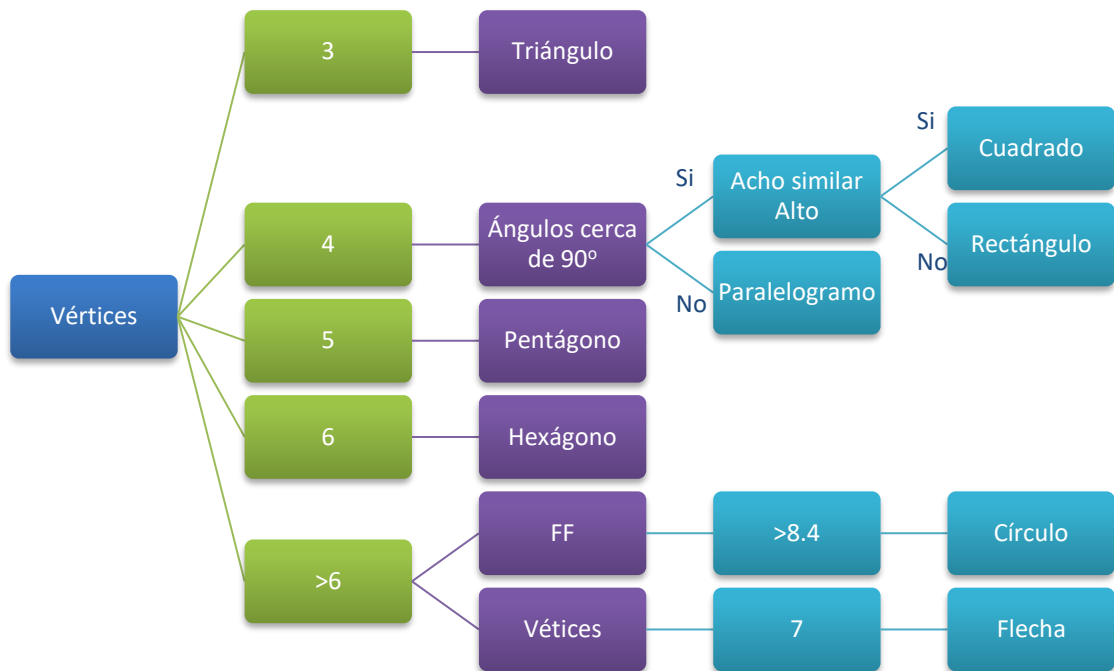 3
Triángulo
Si
Cuadrado
Si
Acho similar
Alto
4
Ángulos cerca
de 90º
No
Rectángulo
No
Paralelogramo
Vértices
5
Pentágono
6
Hexágono
FF
>8.4
Círculo
>6
Vétices
7
Flecha